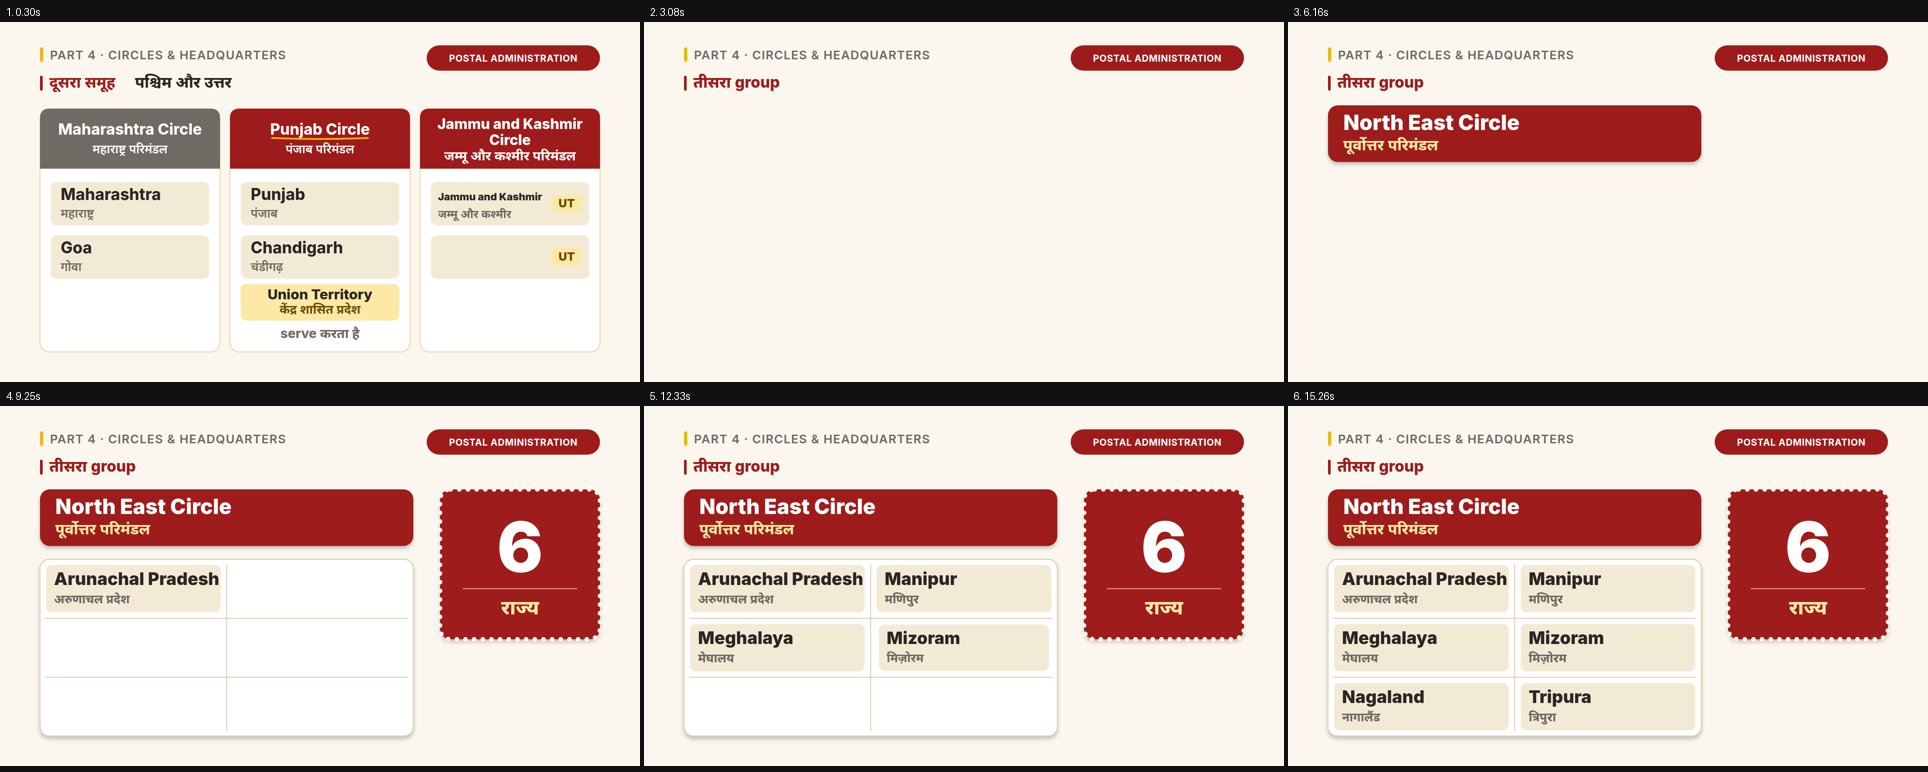 1. 0.30s
PART 4 · CIRCLES & HEADQUARTERS
POSTAL ADMINISTRATION
दूसरा समूह पश्चिम और उत्तर
Maharashtra Circle
महाराष्ट्र परिमंडल
Maharashtra
महाराष्ट्र
Goa
गोवा
Punjab Circle
पंजाब परिमंडल
Punjab
पंजाब
Chandigarh
चंडीगढ़
Union Territory
केंद्र शासित प्रदेश
serve करता है
Jammu and Kashmir
Circle
जम्मू और कश्मीर परिमंडल
Jammu and Kashmir
जम्मू और कश्मीर
UT
UT
2. 3.08s
PART 4 · CIRCLES & HEADQUARTERS
POSTAL ADMINISTRATION
तीसरा group
3. 6.16s
PART 4 · CIRCLES & HEADQUARTERS
POSTAL ADMINISTRATION
तीसरा group
North East Circle
पूर्वोत्तर परिमंडल
4. 9.25s
PART 4 · CIRCLES & HEADQUARTERS
POSTAL ADMINISTRATION
तीसरा group
North East Circle
पूर्वोत्तर परिमंडल
6
राज्य
Arunachal Pradesh
अरुणाचल प्रदेश
5. 12.33s
PART 4 · CIRCLES & HEADQUARTERS
POSTAL ADMINISTRATION
तीसरा group
North East Circle
पूर्वोत्तर परिमंडल
6
राज्य
Arunachal Pradesh
अरुणाचल प्रदेश
Manipur
मणिपुर
Meghalaya
मेघालय
Mizoram
मिज़ोरम
6. 15.26s
PART 4 · CIRCLES & HEADQUARTERS
POSTAL ADMINISTRATION
तीसरा group
North East Circle
पूर्वोत्तर परिमंडल
6
राज्य
Arunachal Pradesh
अरुणाचल प्रदेश
Manipur
मणिपुर
Meghalaya
मेघालय
Mizoram
मिज़ोरम
Nagaland
नागालैंड
Tripura
त्रिपुरा